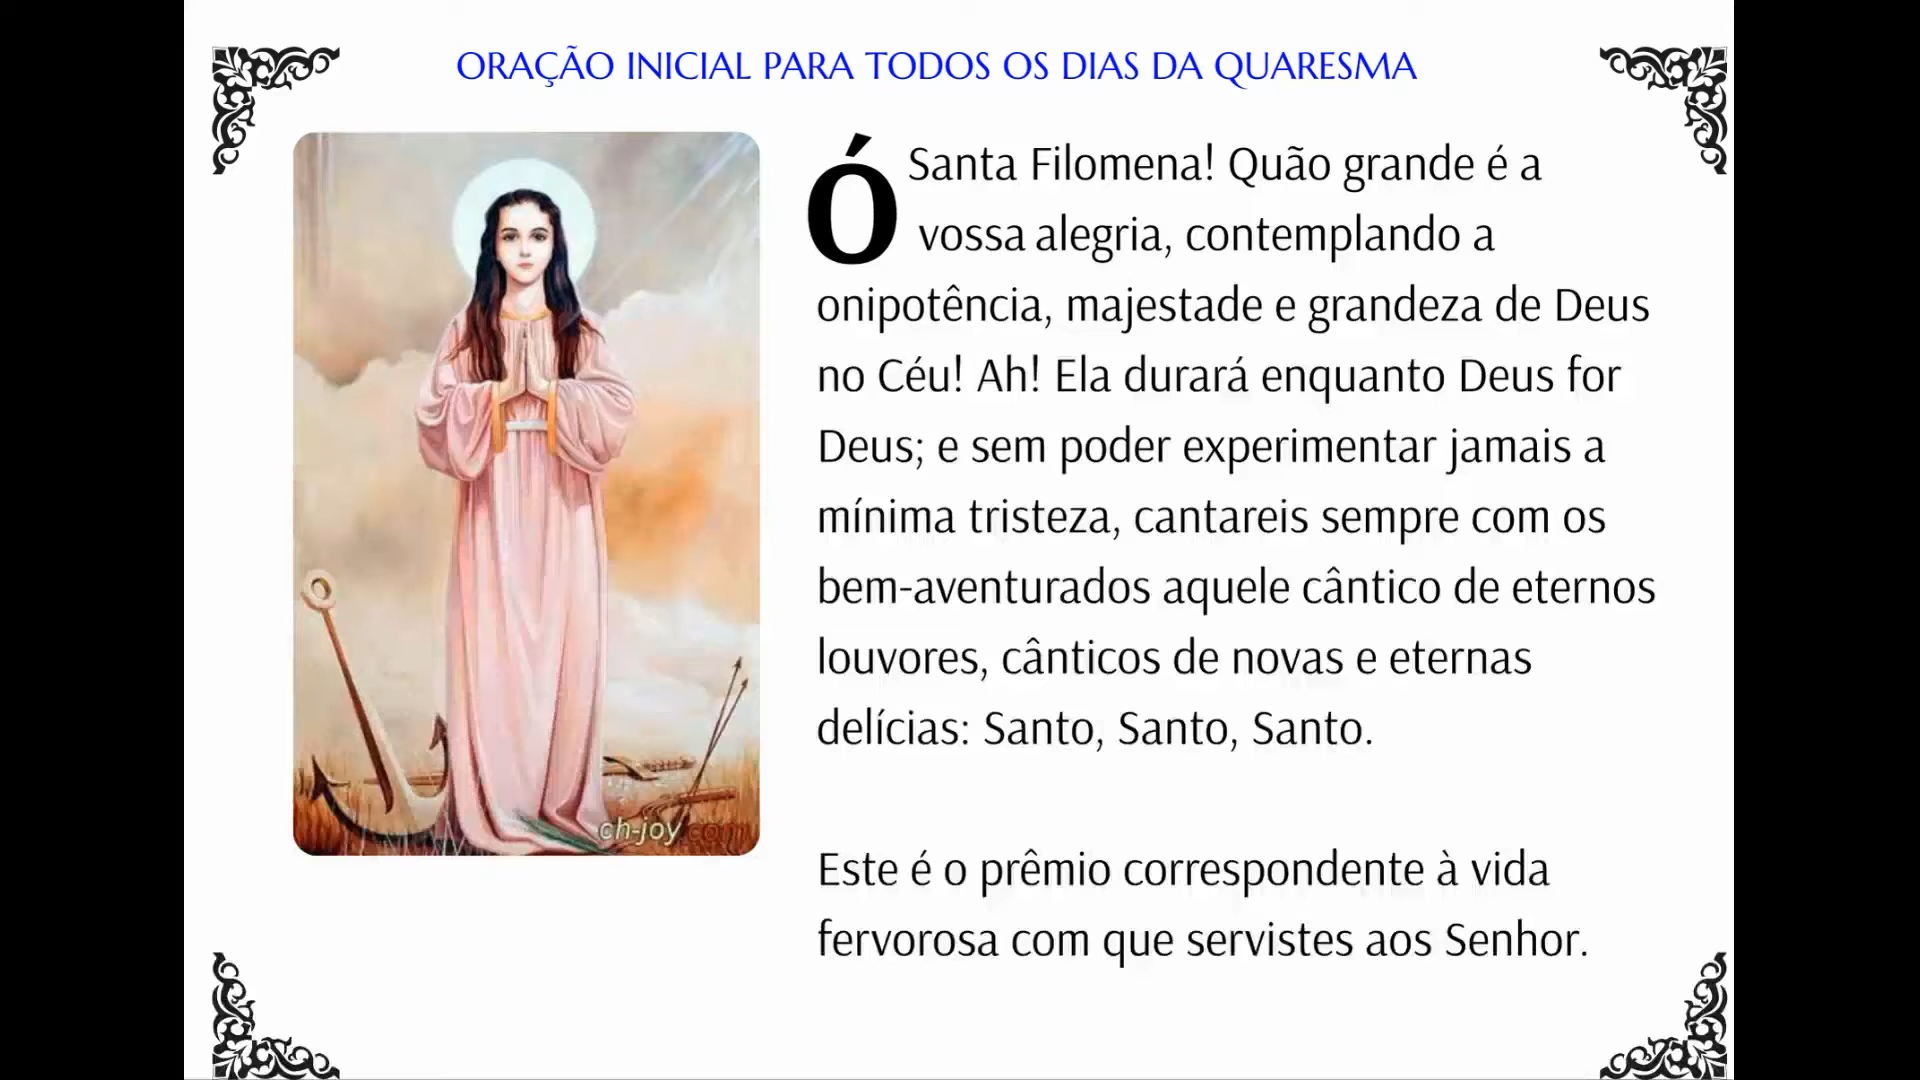 ORAÇÃO INICIAL PARA TODOS OS DIAS DA QUARESMA
Ó Santa Filomena! Quão grande é a
vossa alegria, contemplando a
onipotência, majestade e grandeza de Deus
no Céu! Ah! Ela durará enquanto Deus for
Deus; e sem poder experimentar jamais a
mínima tristeza, cantareis sempre com os
bem-aventurados aquele cântico de eternos
louvores, cânticos de novas e eternas
delícias: Santo, Santo, Santo.
Este é o prêmio correspondente à vida
fervorosa com que servistes aos Senhor.
ch-joy.com